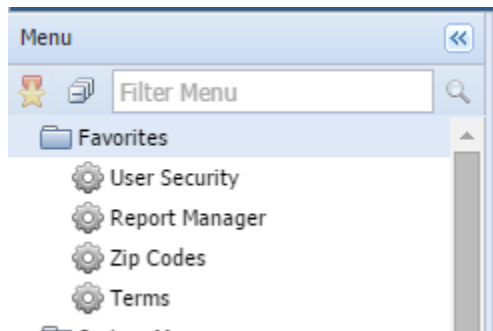 Menu
Filter Menu
Favorites
User Security
Report Manager
Zip Codes
Terms